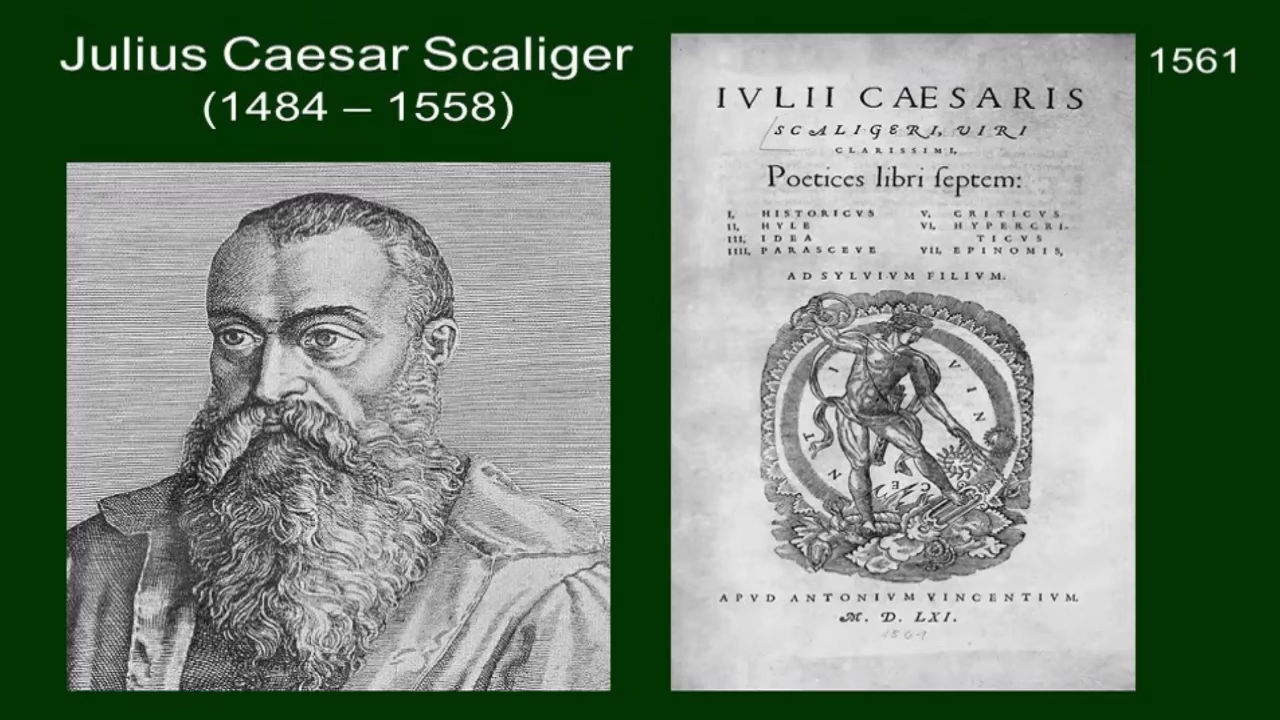 Julius Caesar Scaliger
(1484 – 1558)
1561
IVLII CAESARIS
SCALIGERI, VIRI
CLARISSIMI,
Poetices libri ſeptem:
I, HISTORICVS
II, HYLE
III, IDEA
IIII, PARASCEVE
V, CRITICVS
VI, HYPERCRI-
TICVS
VII, EPINOMIS,
AD SYLVIVM FILIVM.
VINCENTI
APVD ANTONIVM VINCENTIVM,
M. D. LXI.
1561